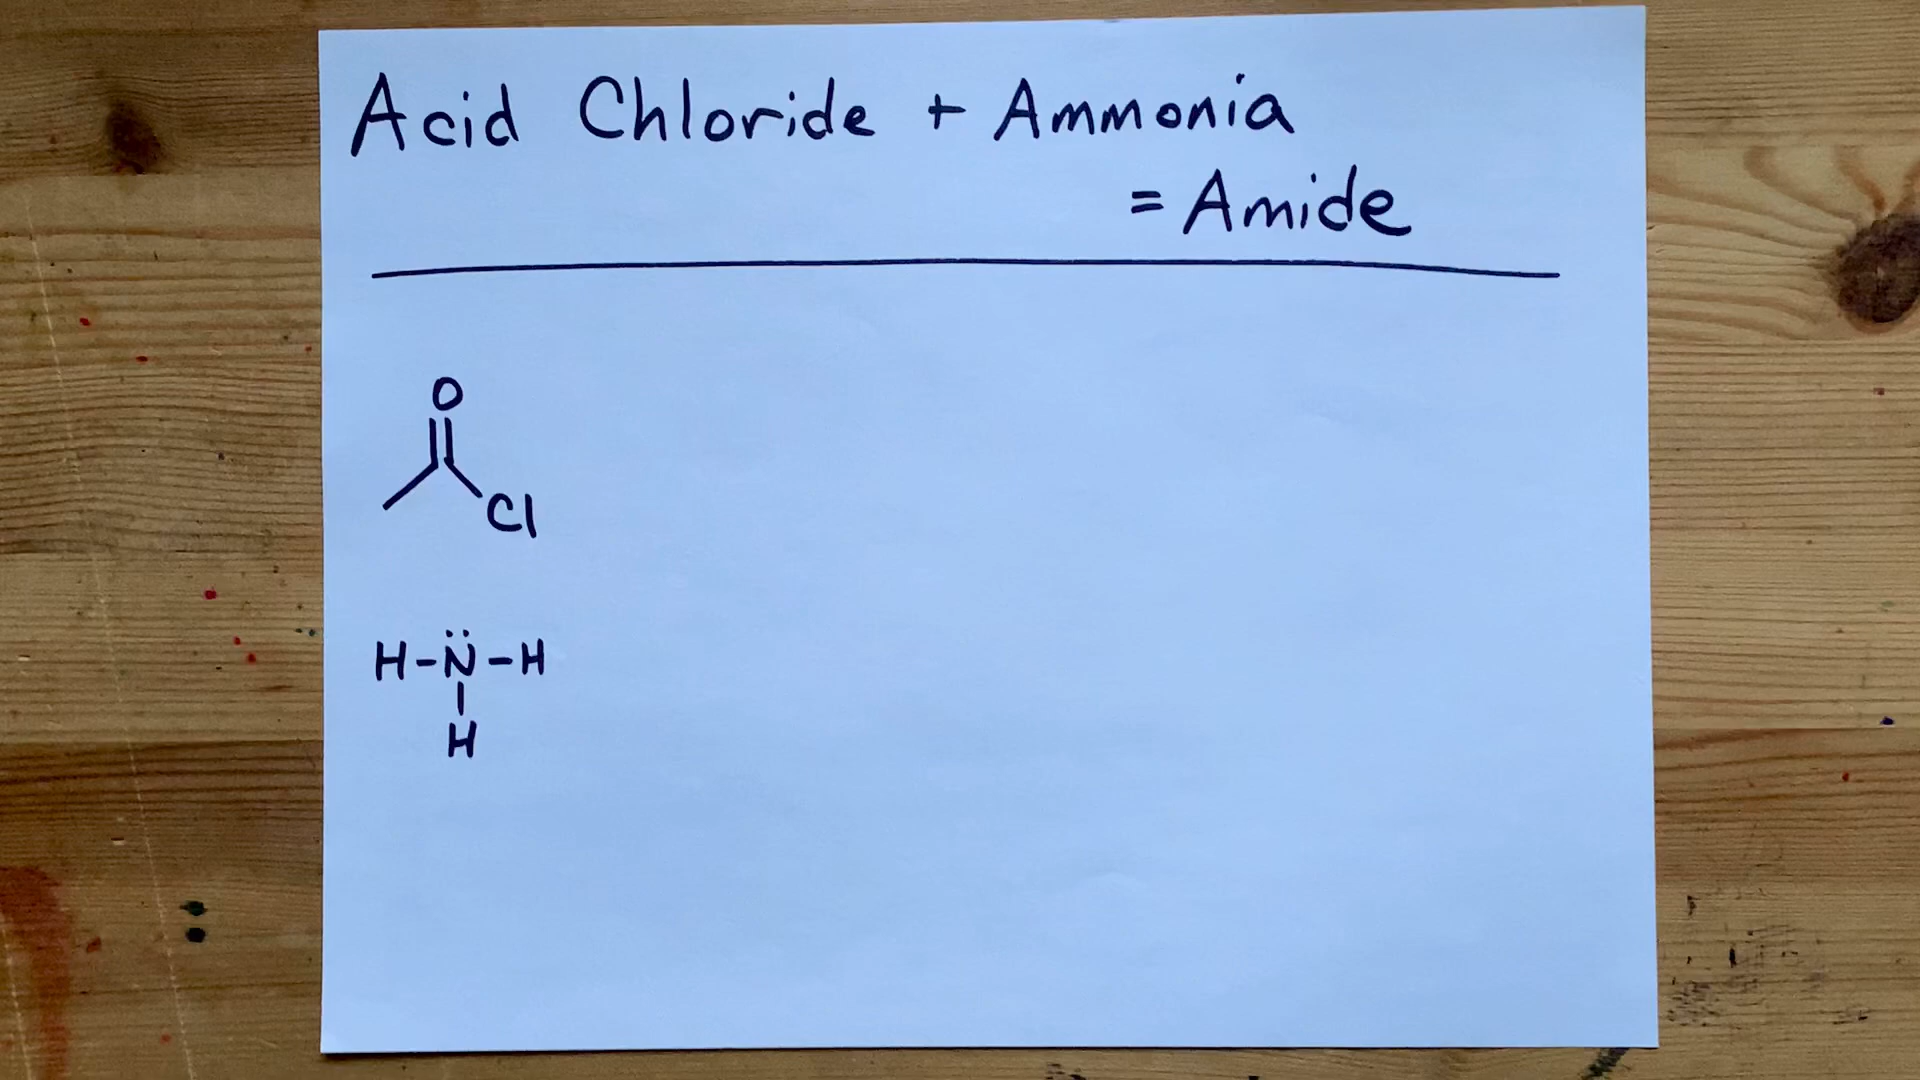 Acid Chloride + Ammonia
= Amide
O
Cl
H-N̈-H
H